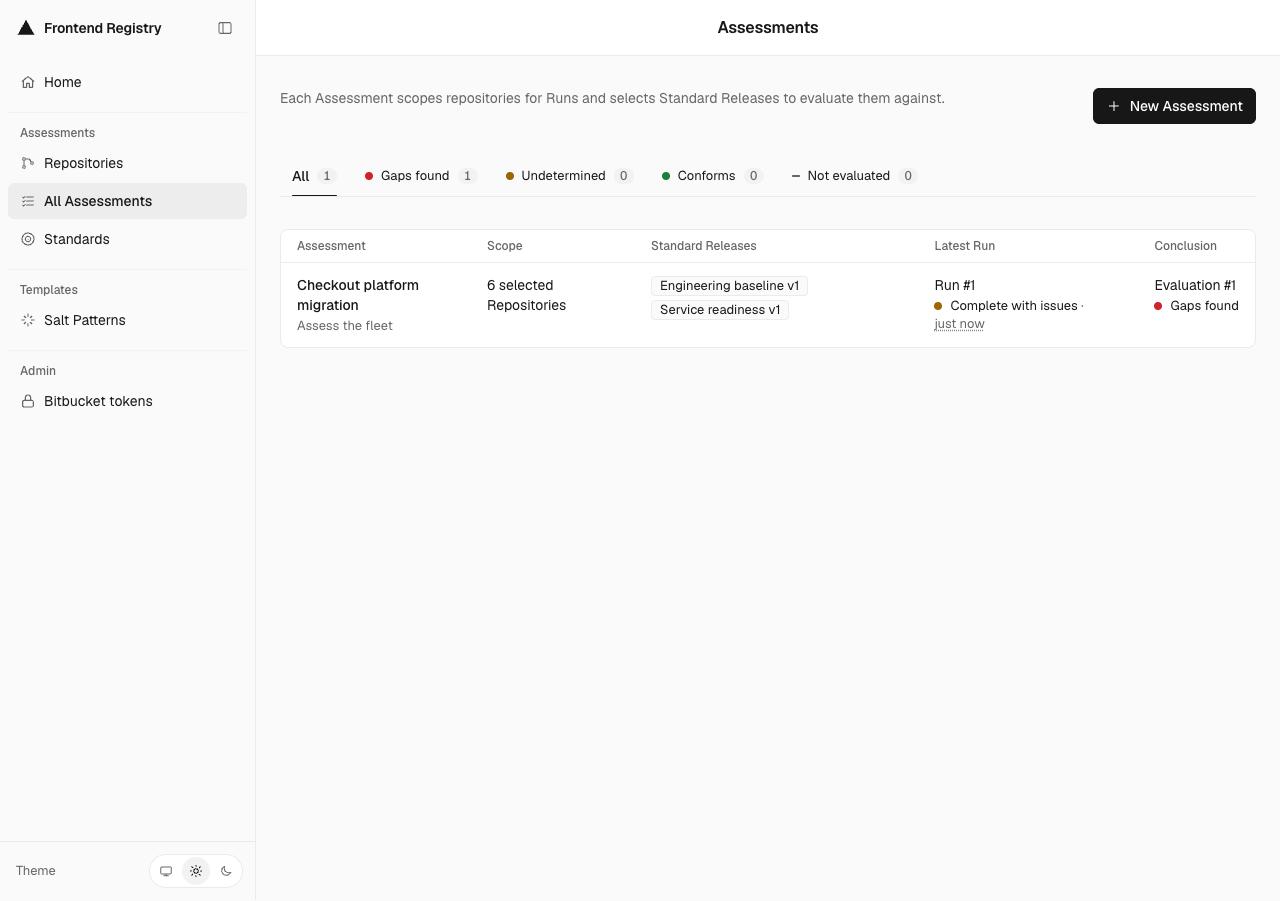 Frontend Registry
Home
Assessments
Repositories
All Assessments
Standards
Templates
Salt Patterns
Admin
Bitbucket tokens
Theme
Assessments
Each Assessment scopes repositories for Runs and selects Standard Releases to evaluate them against.
New Assessment
All 1 Gaps found 1 Undetermined 0 Conforms 0 Not evaluated 0
Assessment Scope Standard Releases Latest Run Conclusion
Checkout platform
migration
Assess the fleet
6 selected
Repositories
Engineering baseline v1
Service readiness v1
Run #1
Complete with issues ·
just now
Evaluation #1
Gaps found